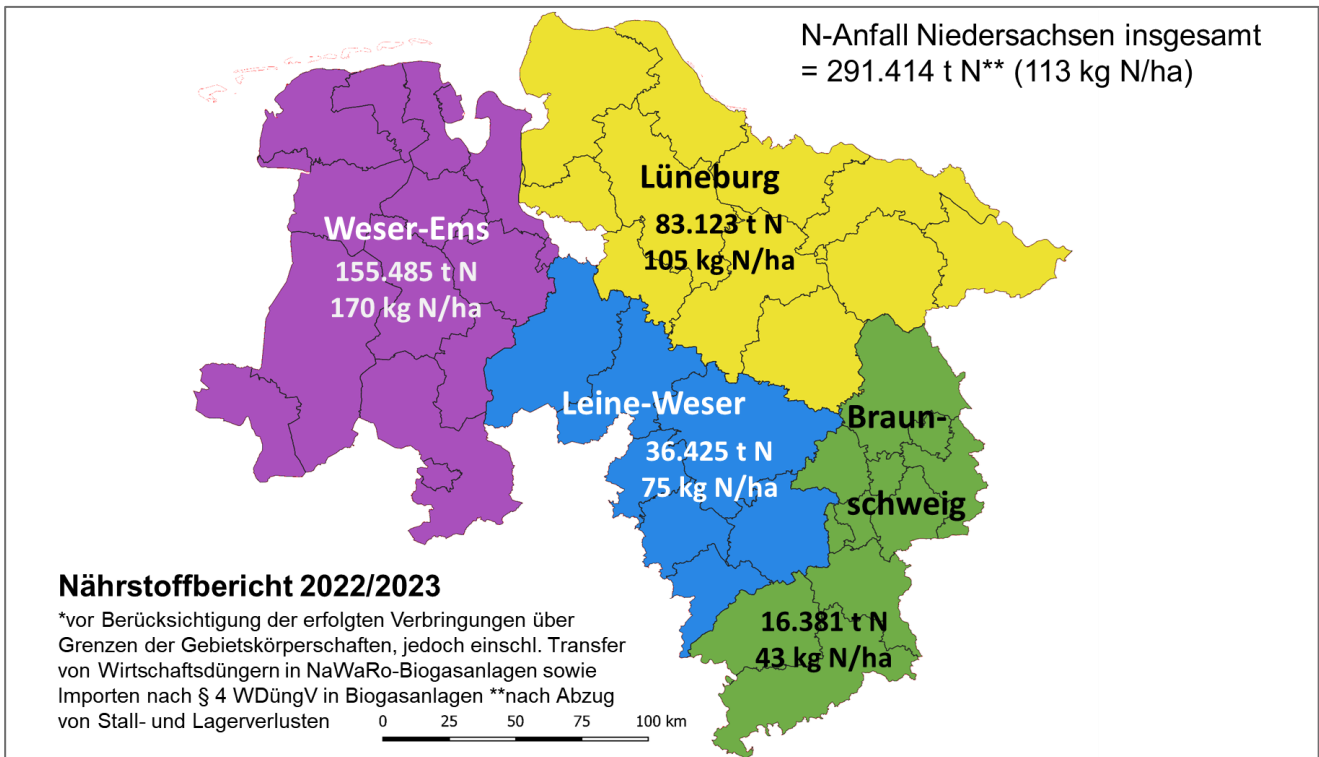 N-Anfall Niedersachsen insgesamt
= 291.414 t N** (113 kg N/ha)
Lüneburg
83.123 t N
105 kg N/ha
Weser-Ems
155.485 t N
170 kg N/ha
Leine-Weser
36.425 t N
75 kg N/ha
Braun-
schweig
16.381 t N
43 kg N/ha
Nährstoffbericht 2022/2023
*vor Berücksichtigung der erfolgten Verbringungen über
Grenzen der Gebietskörperschaften, jedoch einschl. Transfer
von Wirtschaftsdüngern in NaWaRo-Biogasanlagen sowie
Importen nach § 4 WDüngV in Biogasanlagen **nach Abzug
von Stall- und Lagerverlusten
0 25 50 75 100 km